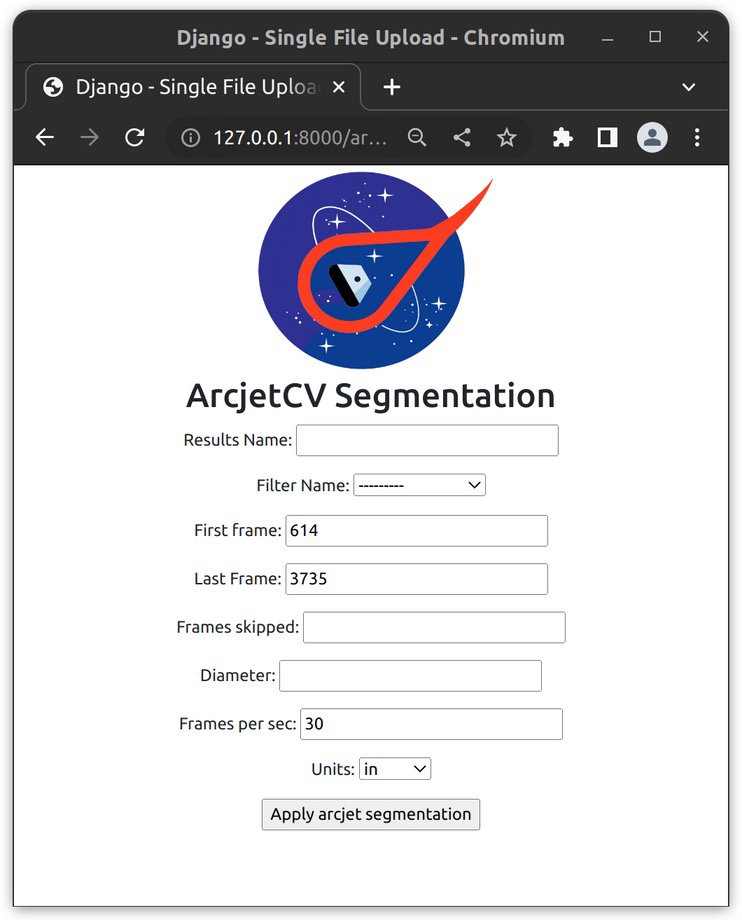 Django - Single File Upload - Chromium
Django - Single File Uploa
127.0.0.1:8000/ar...
ArcjetCV Segmentation
Results Name:
Filter Name: ---------
First frame: 614
Last Frame: 3735
Frames skipped:
Diameter:
Frames per sec: 30
Units: in
Apply arcjet segmentation